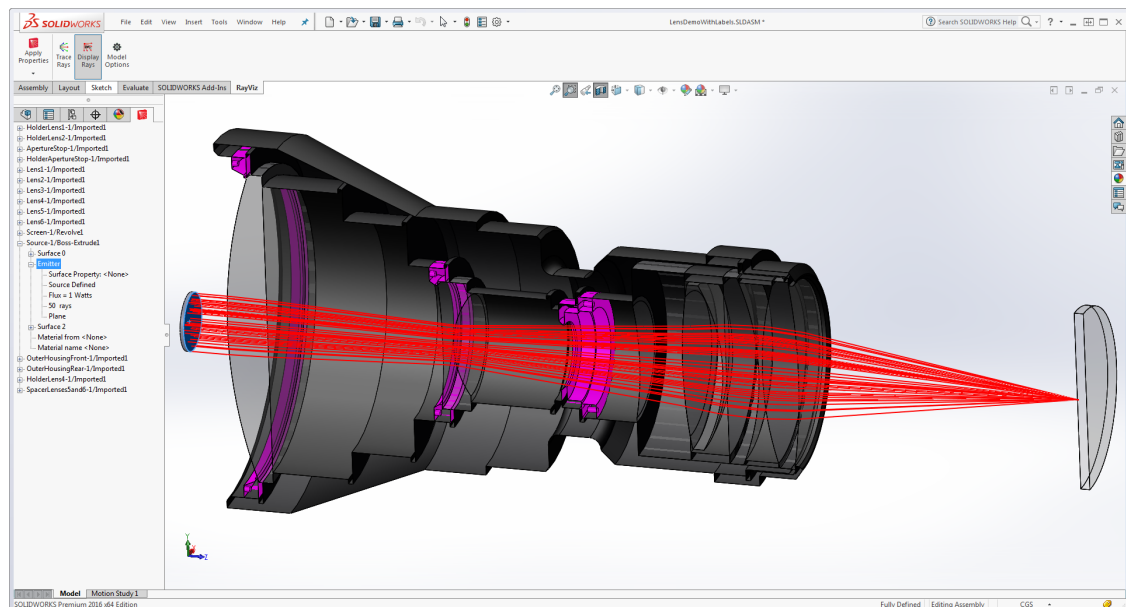 SOLIDWORKS File Edit View Insert Tools Window Help LensDemoWithLabels.SLDASM * Search SOLIDWORKS Help
Apply Properties
Trace Rays
Display Rays
Model Options
Assembly Layout Sketch Evaluate SOLIDWORKS Add-Ins RayViz
HolderLens1-1/Imported1
HolderLens2-1/Imported1
ApertureStop-1/Imported1
HolderApertureStop-1/Imported1
Lens1-1/Imported1
Lens2-1/Imported1
Lens3-1/Imported1
Lens4-1/Imported1
Lens5-1/Imported1
Lens6-1/Imported1
Screen-1/Revolve1
Source-1/Boss-Extrude1
Surface 0
Emitter
Surface Property: <None>
Source Defined
Flux = 1 Watts
50 rays
Plane
Surface 2
Material from <None>
Material name <None>
OuterHousingFront-1/Imported1
OuterHousingRear-1/Imported1
HolderLens4-1/Imported1
SpacerLenses5and6-1/Imported1
Y
Z
Model Motion Study 1
SOLIDWORKS Premium 2016 x64 Edition Fully Defined Editing Assembly CGS